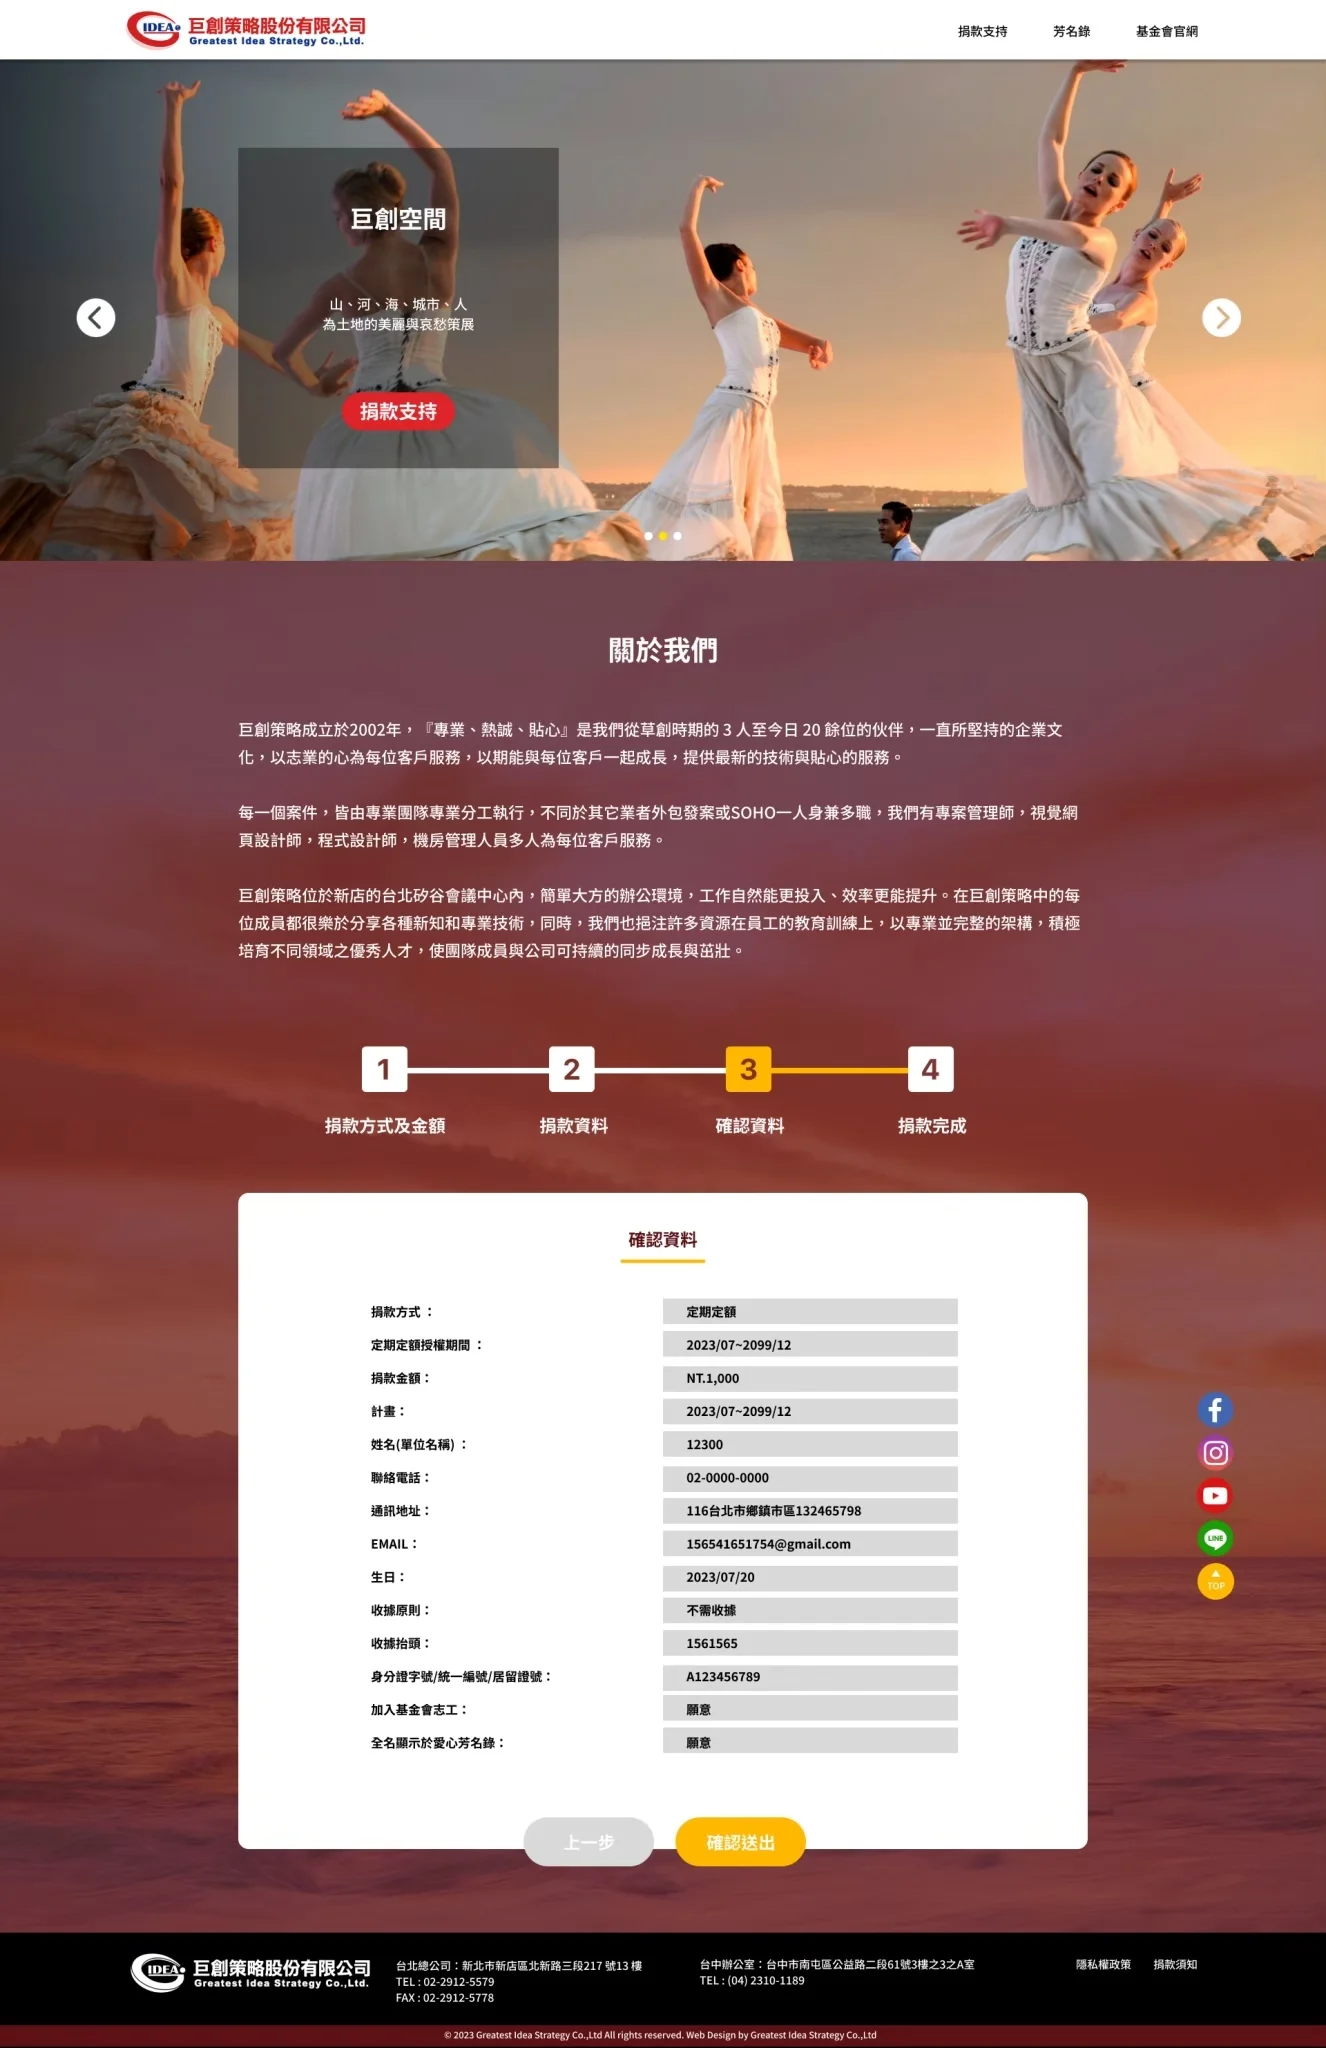 IDEA 巨創策略股份有限公司
Greatest Idea Strategy Co.,Ltd.
捐款支持 芳名錄 基金會官網
巨創空間
山、河、海、城市、人
為土地的美麗與哀愁策展
捐款支持
關於我們
巨創策略成立於2002年，『專業、熱誠、貼心』是我們從草創時期的 3 人至今日 20 餘位的伙伴，一直所堅持的企業文
化，以志業的心為每位客戶服務，以期能與每位客戶一起成長，提供最新的技術與貼心的服務。
每一個案件，皆由專業團隊專業分工執行，不同於其它業者外包發案或SOHO一人身兼多職，我們有專案管理師，視覺網
頁設計師，程式設計師，機房管理人員多人為每位客戶服務。
巨創策略位於新店的台北矽谷會議中心內，簡單大方的辦公環境，工作自然能更投入、效率更能提升。在巨創策略中的每
位成員都很樂於分享各種新知和專業技術，同時，我們也挹注許多資源在員工的教育訓練上，以專業並完整的架構，積極
培育不同領域之優秀人才，使團隊成員與公司可持續的同步成長與茁壯。
1 2 3 4
捐款方式及金額 捐款資料 確認資料 捐款完成
確認資料
捐款方式 ： 定期定額
定期定額授權期間 ： 2023/07~2099/12
捐款金額： NT.1,000
計畫： 2023/07~2099/12
姓名(單位名稱) ： 12300
聯絡電話： 02-0000-0000
通訊地址： 116台北市鄉鎮市區132465798
EMAIL： 156541651754@gmail.com
生日： 2023/07/20
收據原則： 不需收據
收據抬頭： 1561565
身分證字號/統一編號/居留證號： A123456789
加入基金會志工： 願意
全名顯示於愛心芳名錄： 願意
LINE
TOP
上一步 確認送出
IDEA 巨創策略股份有限公司
Greatest Idea Strategy Co.,Ltd.
台北總公司：新北市新店區北新路三段217 號13 樓
TEL : 02-2912-5579
FAX : 02-2912-5778
台中辦公室：台中市南屯區公益路二段61號3樓之3之A室
TEL : (04) 2310-1189
隱私權政策 捐款須知
© 2023 Greatest Idea Strategy Co.,Ltd All rights reserved. Web Design by Greatest Idea Strategy Co.,Ltd